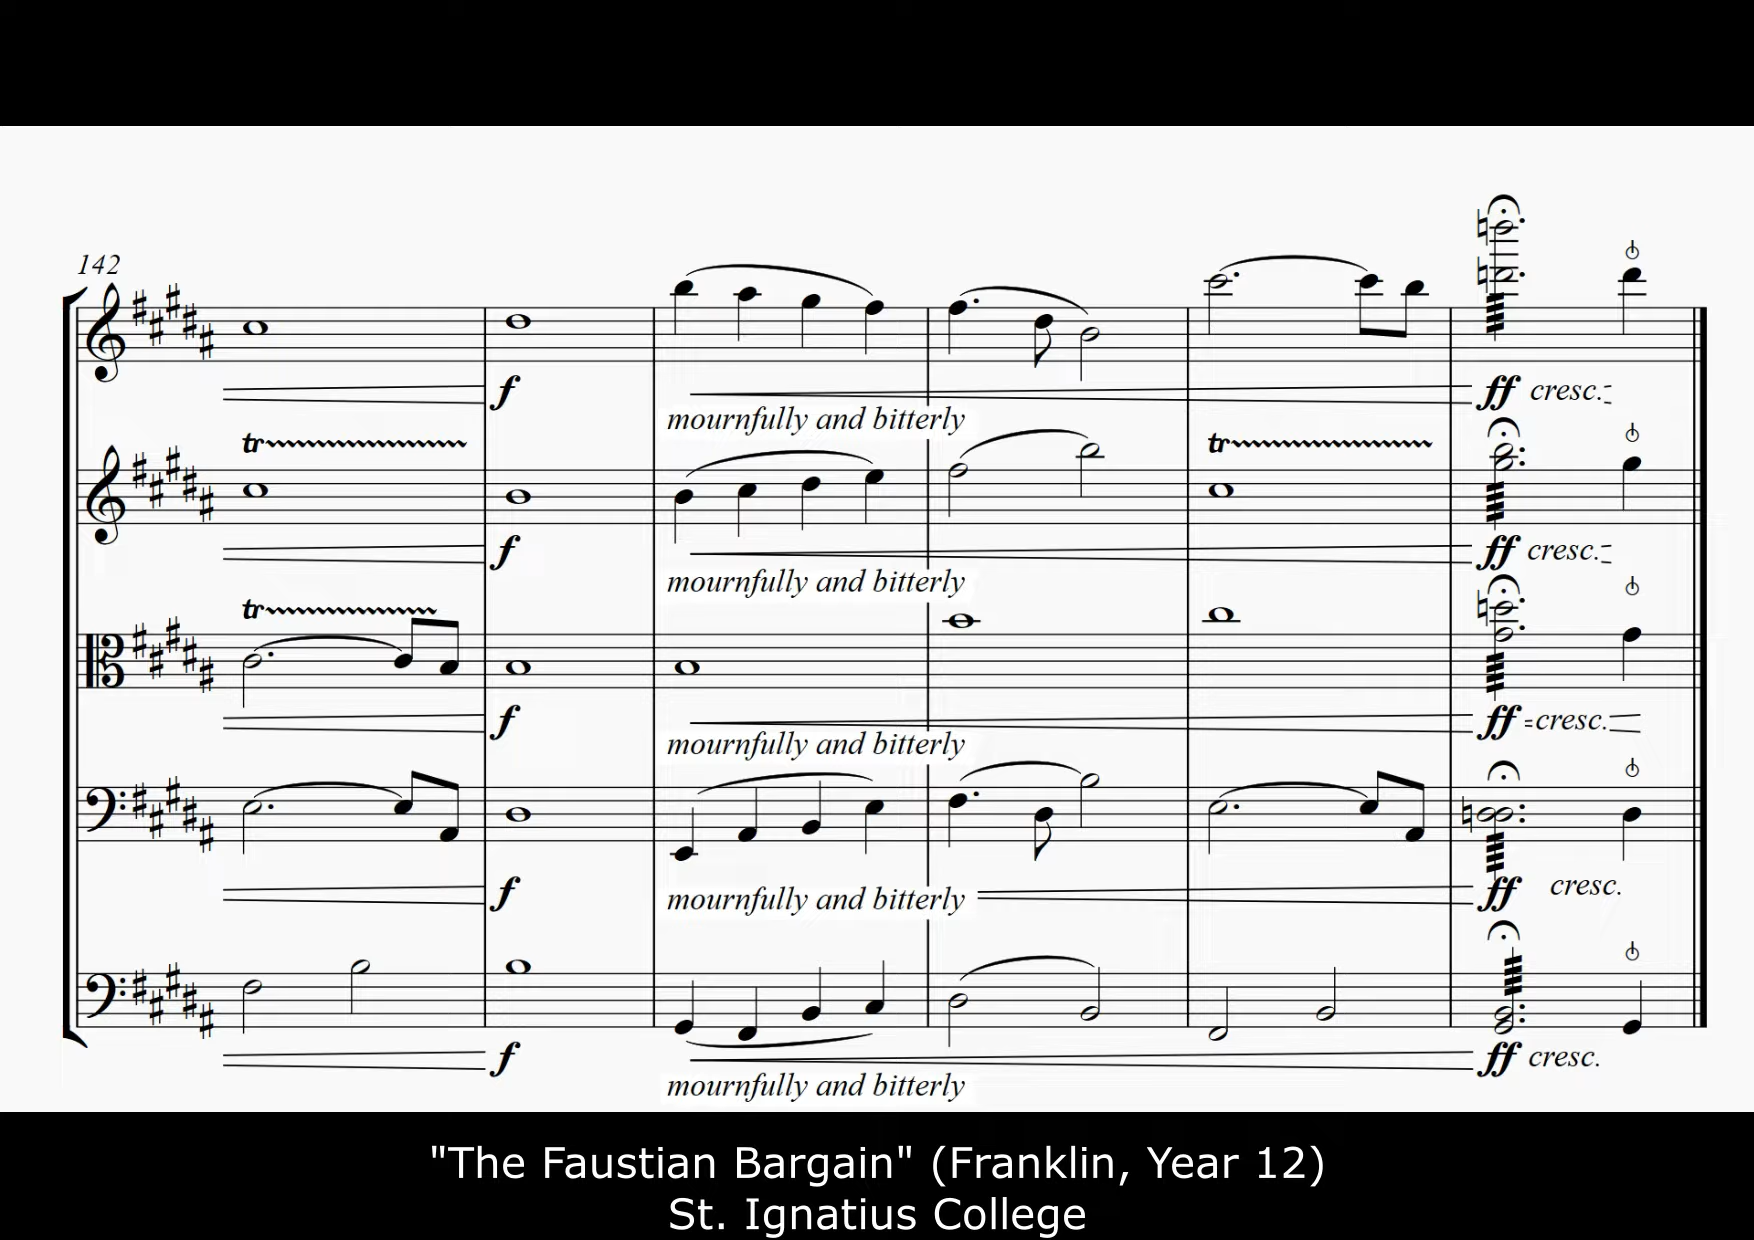 142
f
ff cresc.
mournfully and bitterly
tr
tr
f
ff cresc.
mournfully and bitterly
tr
f
ff cresc.
mournfully and bitterly
f
mournfully and bitterly
ff cresc.
f
ff cresc.
mournfully and bitterly
"The Faustian Bargain" (Franklin, Year 12)
St. Ignatius College